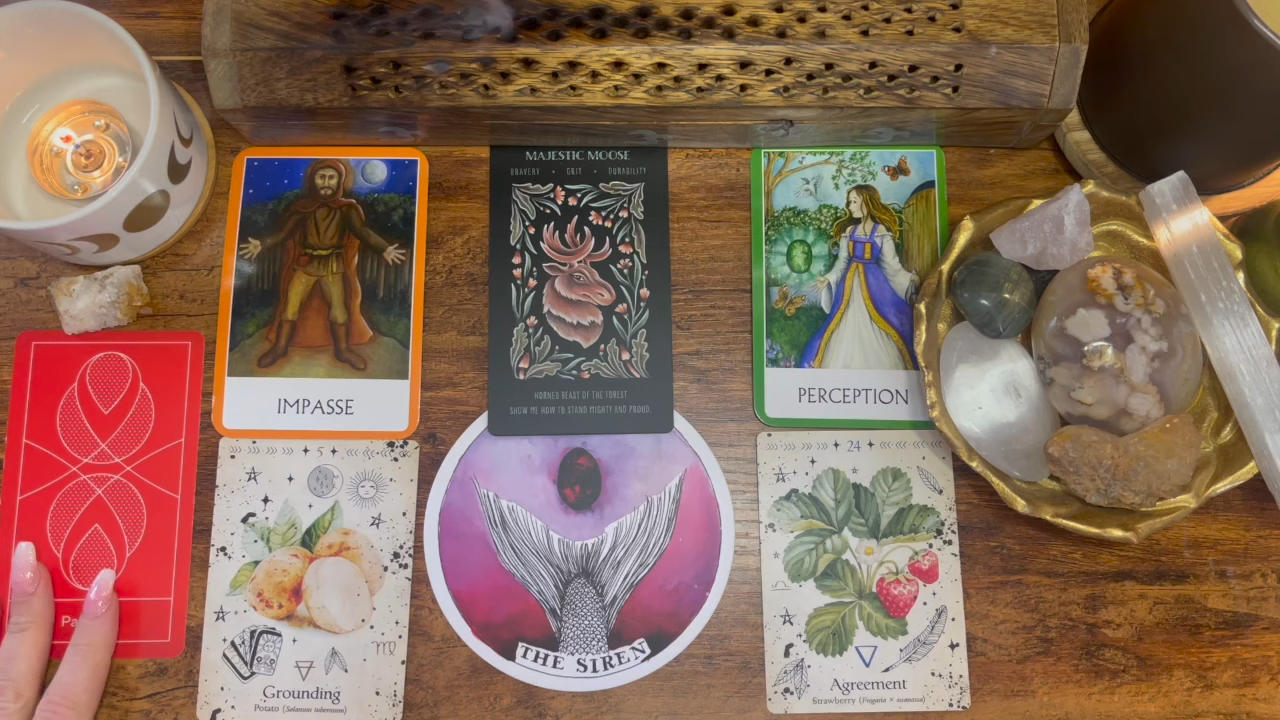 MAJESTIC MOOSE
BRAVERY • GRIT • DURABILITY
IMPASSE
HORNED BEAST OF THE FOREST
SHOW ME HOW TO STAND MIGHTY AND PROUD.
PERCEPTION
5
24
THE SIREN
Grounding
Potato (Solanum tuberosum)
Agreement
Strawberry (Fragaria × ananassa)